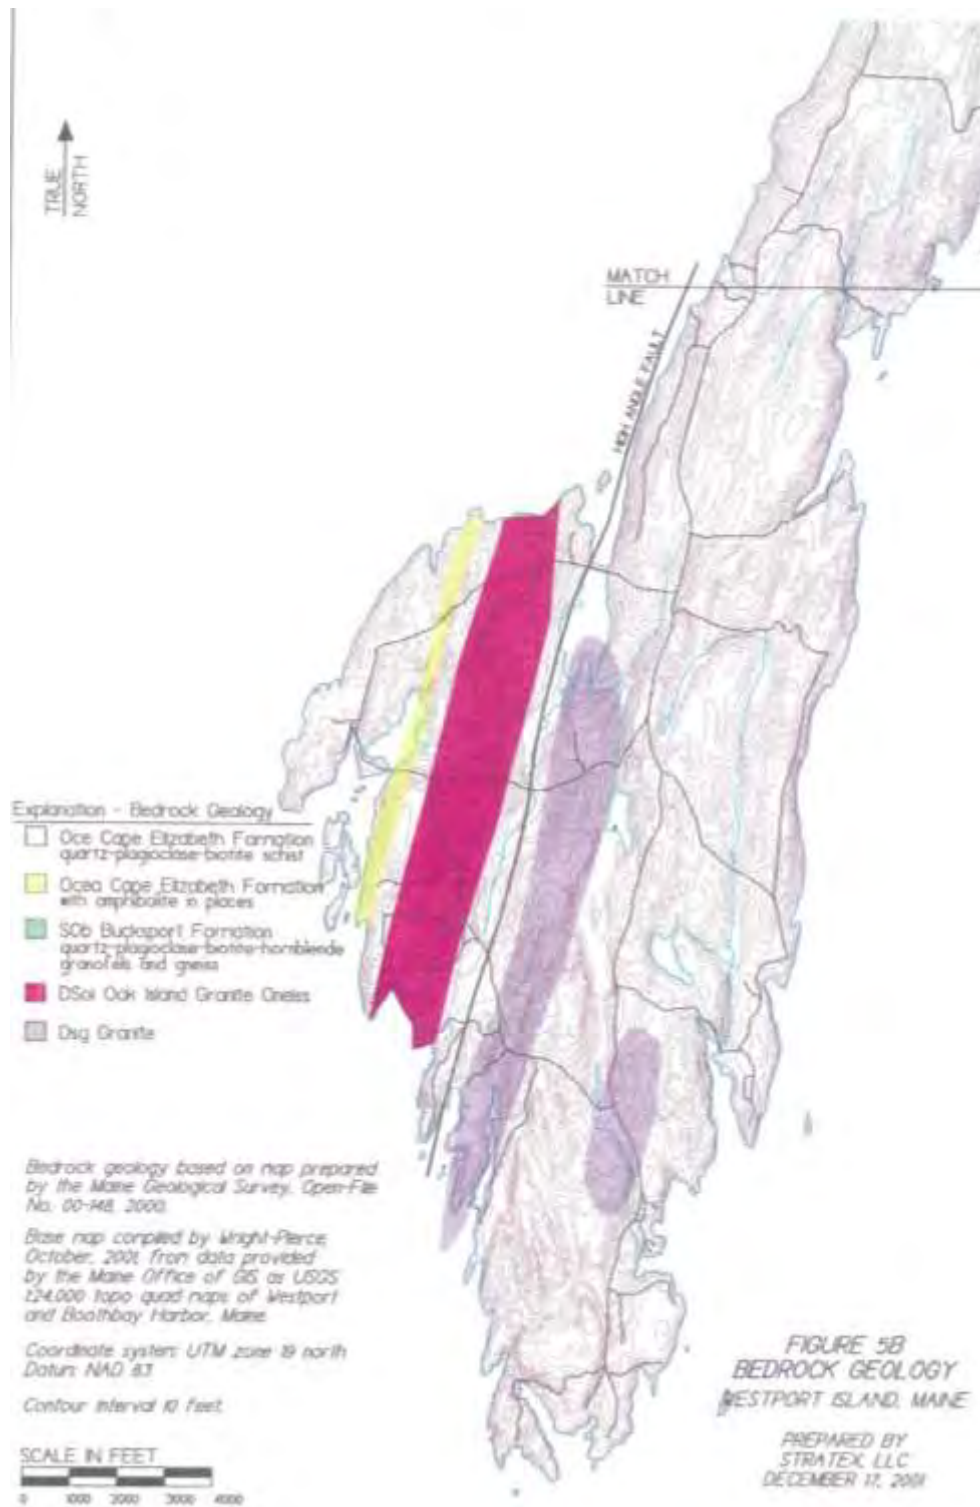 TRUE
NORTH
MATCH
LINE
HIGH ANGLE FAULT
Explanation - Bedrock Geology
Oce Cape Elizabeth Formation
quartz-plagioclase-biotite schist
Ocea Cape Elizabeth Formation
with amphibolite in places
SOb Bucksport Formation
quartz-plagioclase-biotite-hornblende
granofels and gneiss
DSoi Oak Island Granite Gneiss
Dsg Granite
Bedrock geology based on map prepared
by the Maine Geological Survey, Open-File
No. 00-148, 2000.
Base map compiled by Wright-Pierce,
October, 2001, from data provided
by the Maine Office of GIS as USGS
1:24,000 topo quad maps of Westport
and Boothbay Harbor, Maine
Coordinate system: UTM zone 19 north
Datum: NAD 83
Contour interval 10 feet.
SCALE IN FEET
0 1000 2000 3000 4000
FIGURE 5B
BEDROCK GEOLOGY
WESTPORT ISLAND, MAINE
PREPARED BY
STRATEX, LLC
DECEMBER 17, 2001